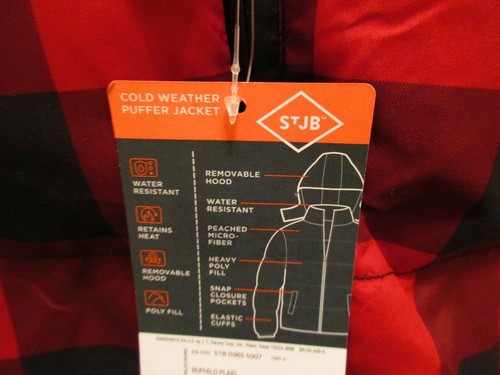 COLD WEATHER
PUFFER JACKET
STJB™
WATER
RESISTANT
RETAINS
HEAT
REMOVABLE
HOOD
POLY FILL
REMOVABLE
HOOD
WATER
RESISTANT
PEACHED
MICRO-
FIBER
HEAVY
POLY
FILL
SNAP
CLOSURE
POCKETS
ELASTIC
CUFFS
518-0365 0307
BUFFALO PLAID